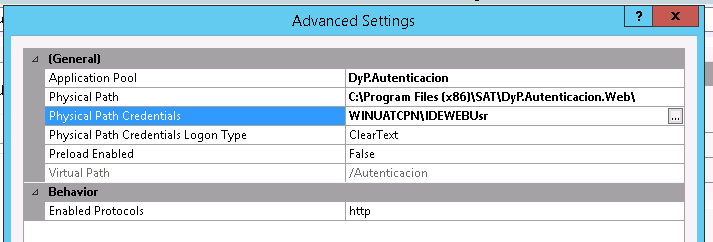 Advanced Settings
?
x
(General)
Application Pool DyP.Autenticacion
Physical Path C:\Program Files (x86)\SAT\DyP.Autenticacion.Web\
Physical Path Credentials WINUATCPN\IDEWEBUsr ...
Physical Path Credentials Logon Type ClearText
Preload Enabled False
Virtual Path /Autenticacion
Behavior
Enabled Protocols http